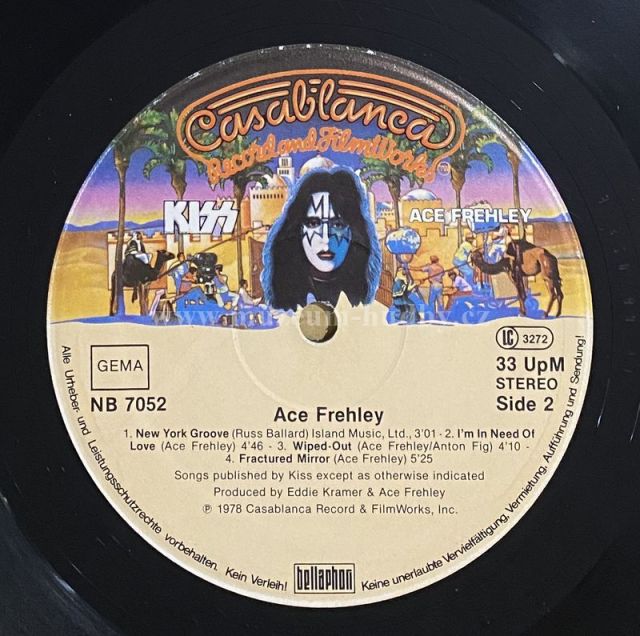 Casablanca
Record and FilmWorks
KISS
ACE FREHLEY
www.museum-hudby.cz
GEMA
NB 7052
LC 3272
33 UpM
STEREO
Side 2
Ace Frehley
1. New York Groove (Russ Ballard) Island Music, Ltd., 3'01 - 2. I'm In Need Of
Love (Ace Frehley) 4'46 - 3. Wiped-Out (Ace Frehley/Anton Fig) 4'10 -
4. Fractured Mirror (Ace Frehley) 5'25
Songs published by Kiss except as otherwise indicated
Produced by Eddie Kramer & Ace Frehley
℗ 1978 Casablanca Record & FilmWorks, Inc.
Alle Urheber- und Leistungsschutzrechte vorbehalten. Kein Verleih!
bellaphon
Keine unerlaubte Vervielfältigung, Vermietung, Aufführung und Sendung!